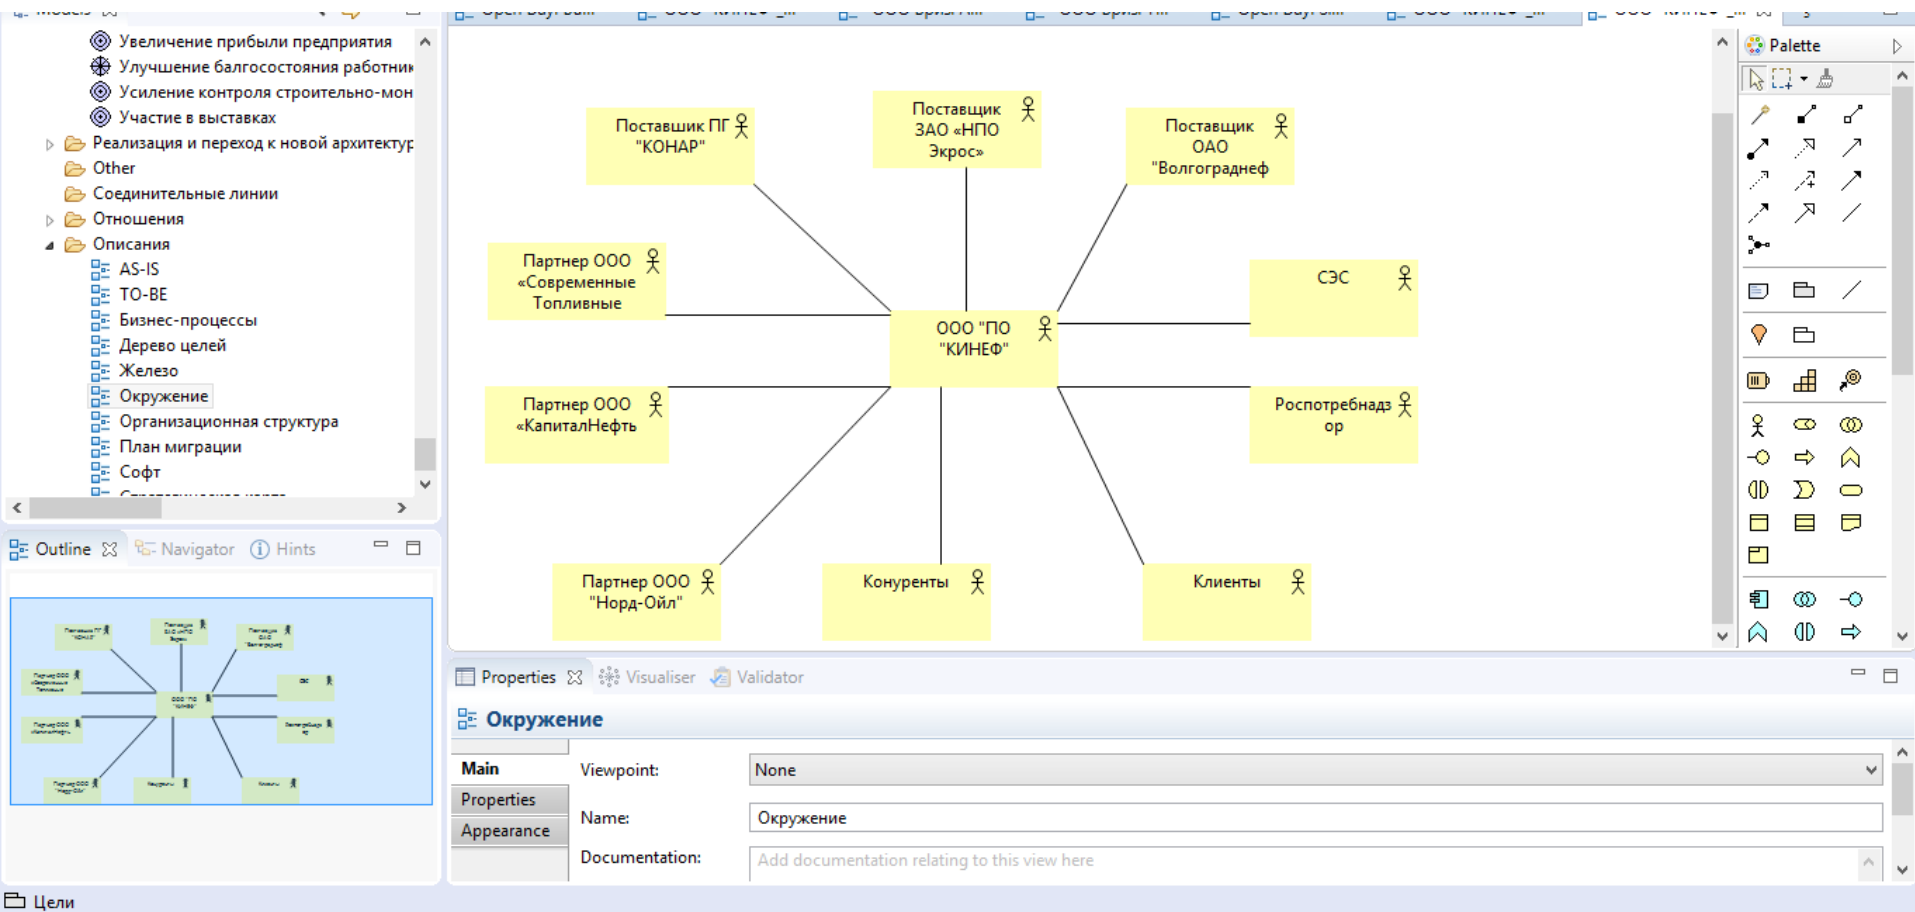 Увеличение прибыли предприятия
Улучшение балгосостояния работник
Усиление контроля строительно-мон
Участие в выставках
Реализация и переход к новой архитектур
Other
Соединительные линии
Отношения
Описания
AS-IS
TO-BE
Бизнес-процессы
Дерево целей
Железо
Окружение
Организационная структура
План миграции
Софт
Outline
Navigator
Hints
Поставшик ПГ
"КОНАР"
Поставщик
ЗАО «НПО
Экрос»
Поставщик
ОАО
"Волгограднеф
Партнер ООО
«Современные
Топливные
СЭС
ООО "ПО
"КИНЕФ"
Партнер ООО
«КапиталНефть
Роспотребнадз
ор
Партнер ООО
"Норд-Ойл"
Конуренты
Клиенты
Palette
Properties
Visualiser
Validator
Окружение
Main
Properties
Appearance
Viewpoint:
None
Name:
Окружение
Documentation:
Add documentation relating to this view here
Цели